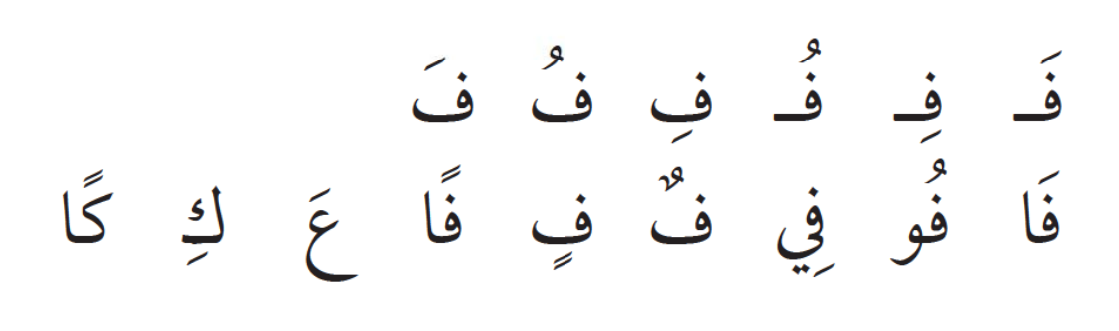 فَـ فِـ فُـ فِ فُ فَ
فَا فُو فِي فٌ فٍ فًا عَ كِ كًا